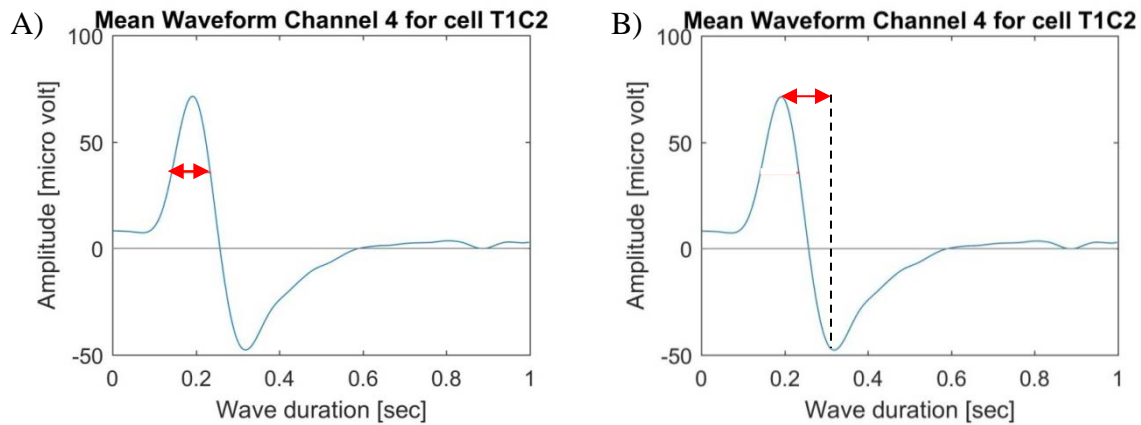 A)
Mean Waveform Channel 4 for cell T1C2
100
50
0
-50
Amplitude [micro volt]
0 0.2 0.4 0.6 0.8 1
Wave duration [sec]
B)
Mean Waveform Channel 4 for cell T1C2
100
50
0
-50
Amplitude [micro volt]
0 0.2 0.4 0.6 0.8 1
Wave duration [sec]